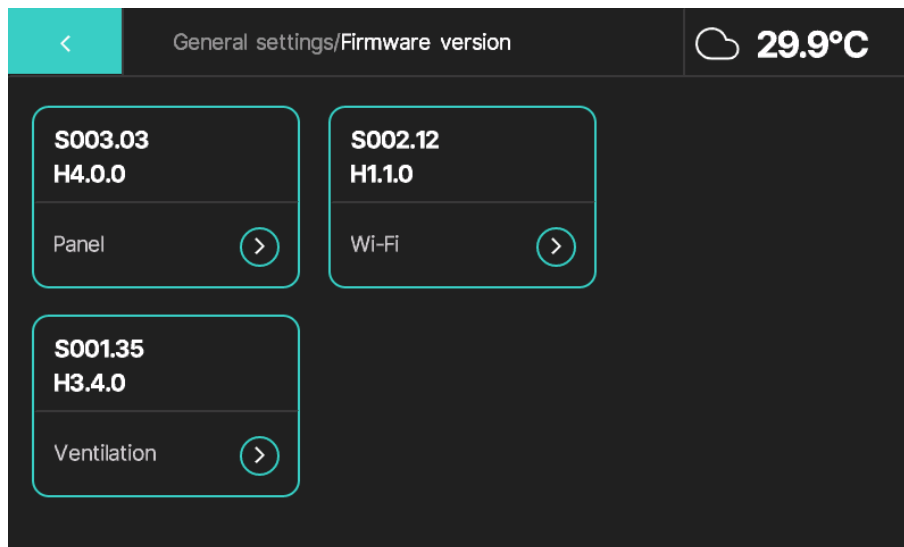 General settings/Firmware version
29.9°C
S003.03
H4.0.0
Panel
S002.12
H1.1.0
Wi-Fi
S001.35
H3.4.0
Ventilation